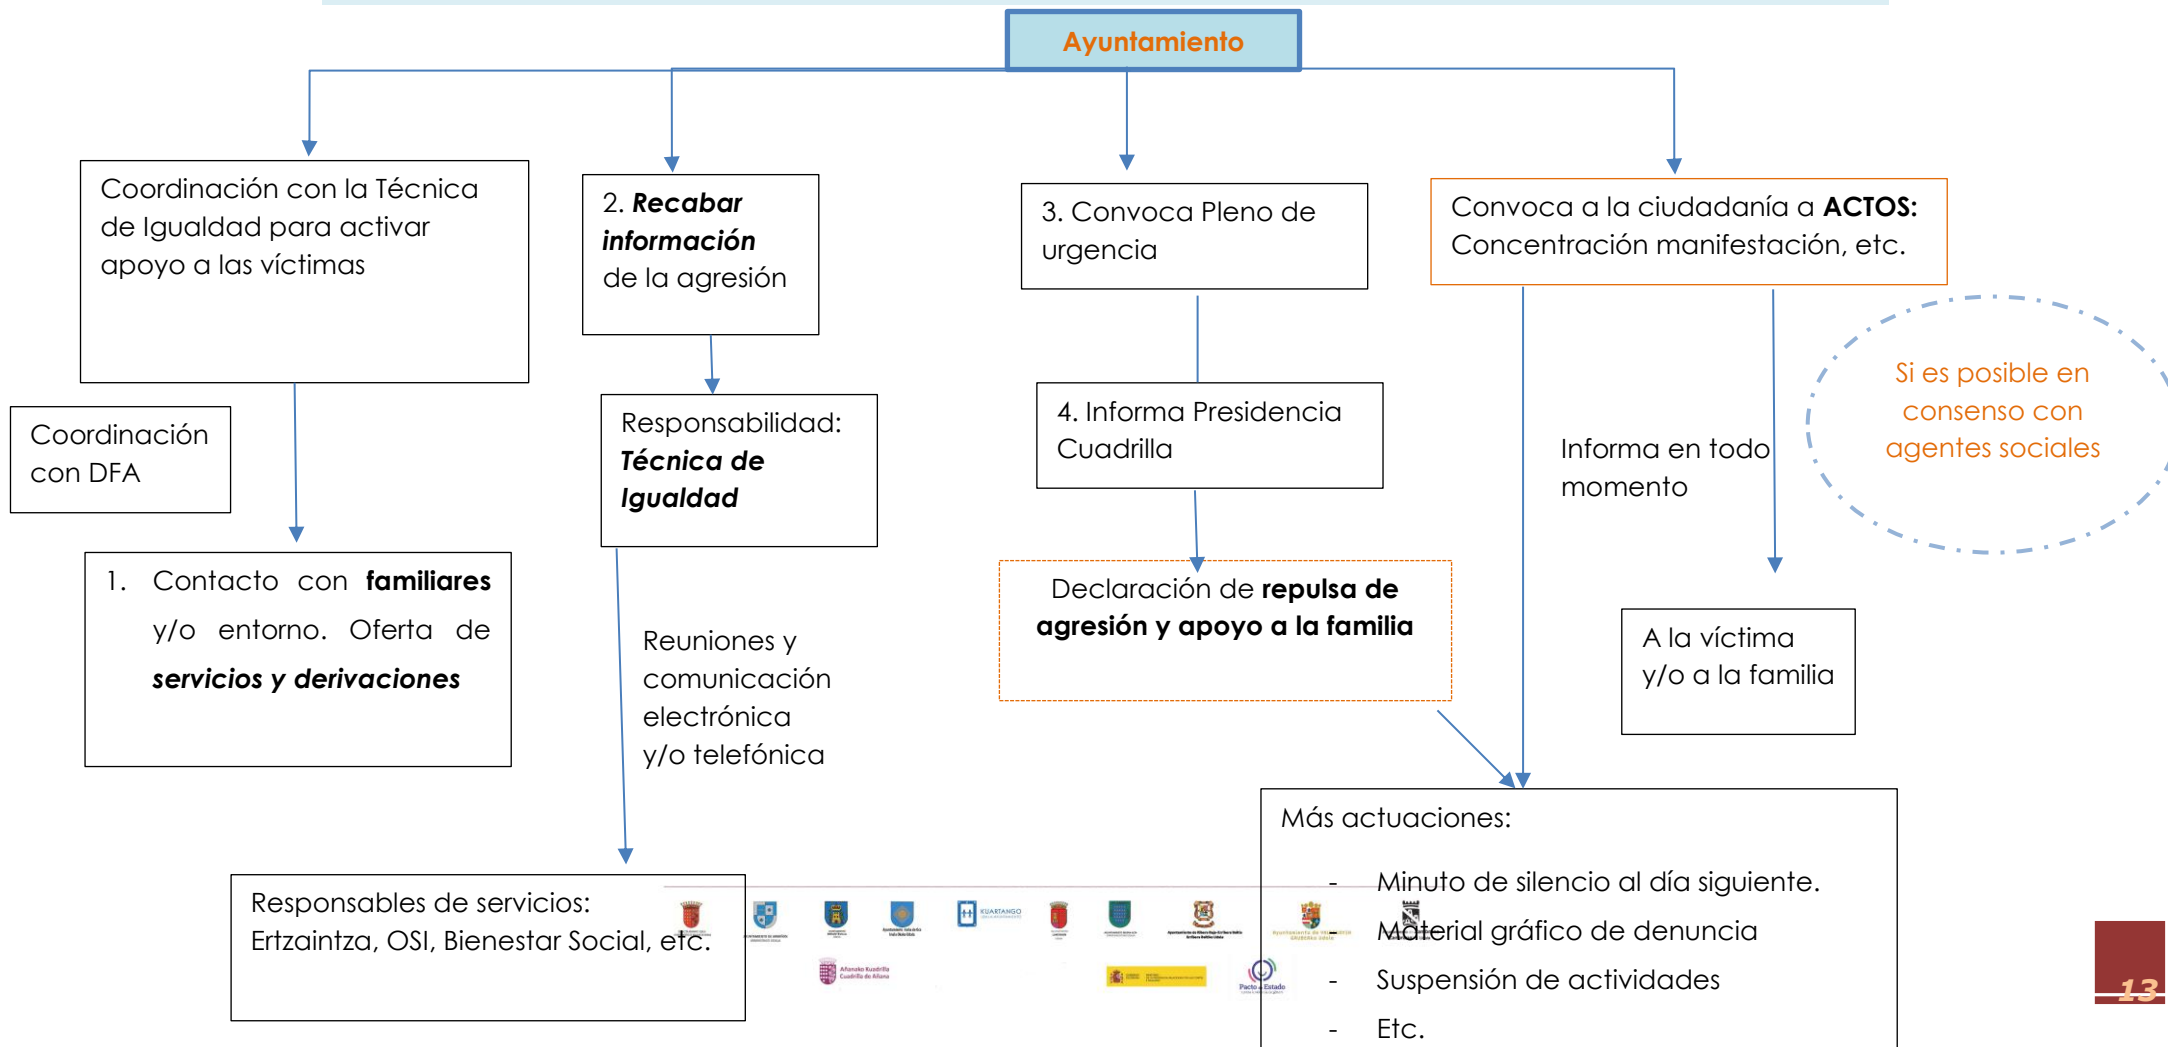 Ayuntamiento
Coordinación con la Técnica
de Igualdad para activar
apoyo a las víctimas
2. Recabar
información
de la agresión
3. Convoca Pleno de
urgencia
Convoca a la ciudadanía a ACTOS:
Concentración manifestación, etc.
Coordinación
con DFA
Responsabilidad:
Técnica de
Igualdad
4. Informa Presidencia
Cuadrilla
Informa en todo
momento
Si es posible en
consenso con
agentes sociales
1. Contacto con familiares
y/o entorno. Oferta de
servicios y derivaciones
Reuniones y
comunicación
electrónica
y/o telefónica
Declaración de repulsa de
agresión y apoyo a la familia
A la víctima
y/o a la familia
Responsables de servicios:
Ertzaintza, OSI, Bienestar Social, etc.
Más actuaciones:
- Minuto de silencio al día siguiente.
- Material gráfico de denuncia
- Suspensión de actividades
- Etc.
KUARTANGO
Añanako Kuadrilla
Cuadrilla de Añana
Pacto de Estado
13